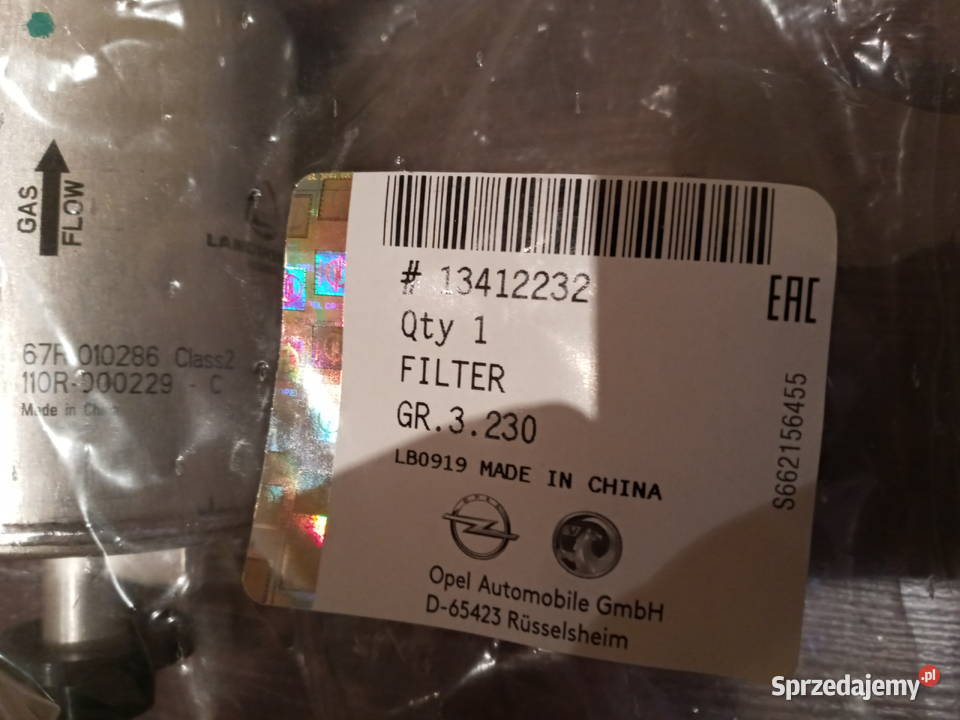 GAS
FLOW
67R-010286 Class2
110R-000229 - C
Made in China
# 13412232
Qty 1
FILTER
GR.3.230
LB0919 MADE IN CHINA
EAC
S662156455
OPEL
Opel Automobile GmbH
D-65423 Rüsselsheim
Sprzedajemy.pl